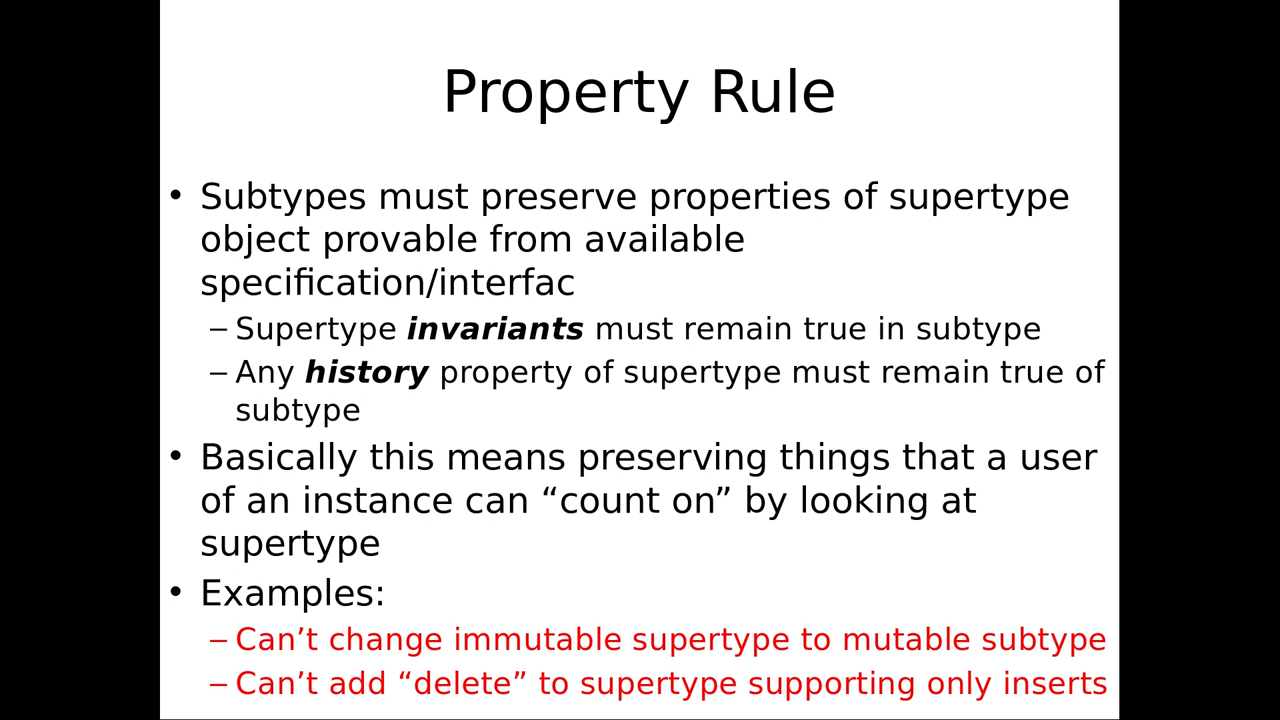 Property Rule
• Subtypes must preserve properties of supertype
object provable from available
specification/interfac
– Supertype invariants must remain true in subtype
– Any history property of supertype must remain true of
subtype
• Basically this means preserving things that a user
of an instance can “count on” by looking at
supertype
• Examples:
– Can’t change immutable supertype to mutable subtype
– Can’t add “delete” to supertype supporting only inserts